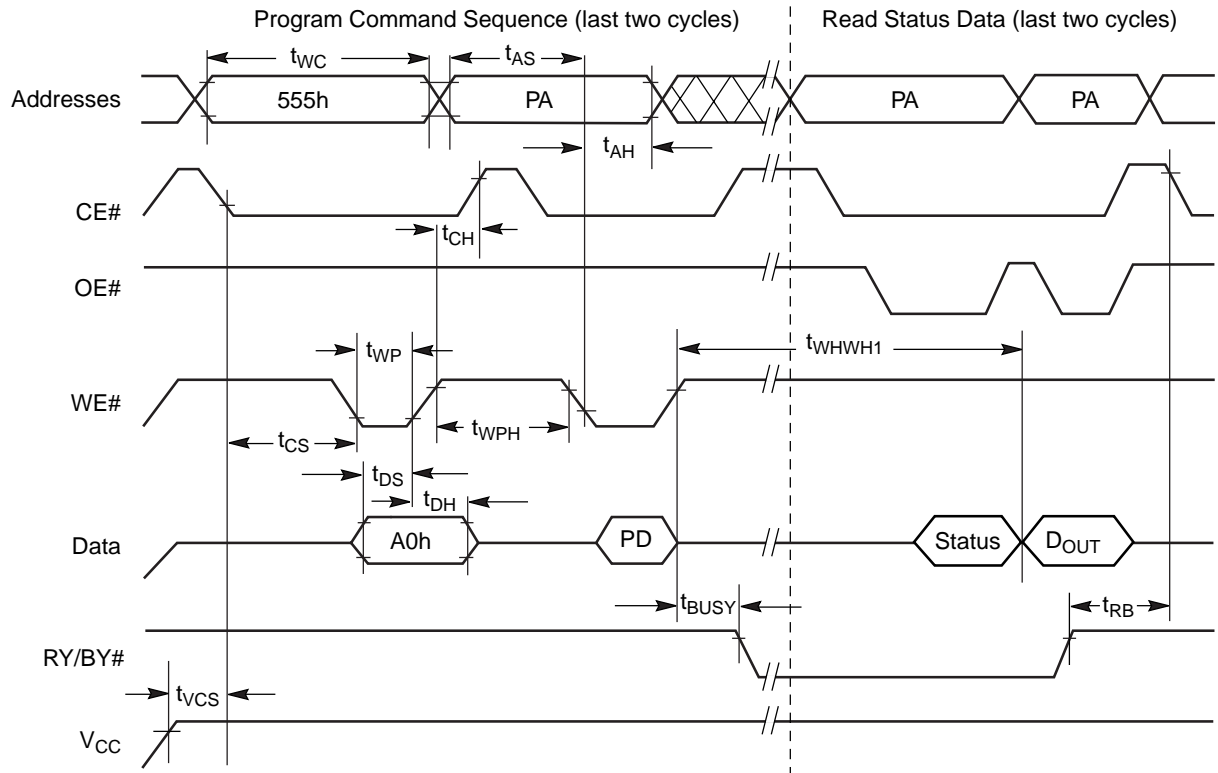 Program Command Sequence (last two cycles)
Read Status Data (last two cycles)
tWC
tAS
Addresses
555h
PA
PA
PA
tAH
CE#
tCH
OE#
tWP
tWHWH1
WE#
tCS
tWPH
tDS
tDH
Data
A0h
PD
Status
DOUT
tBUSY
tRB
RY/BY#
tVCS
VCC